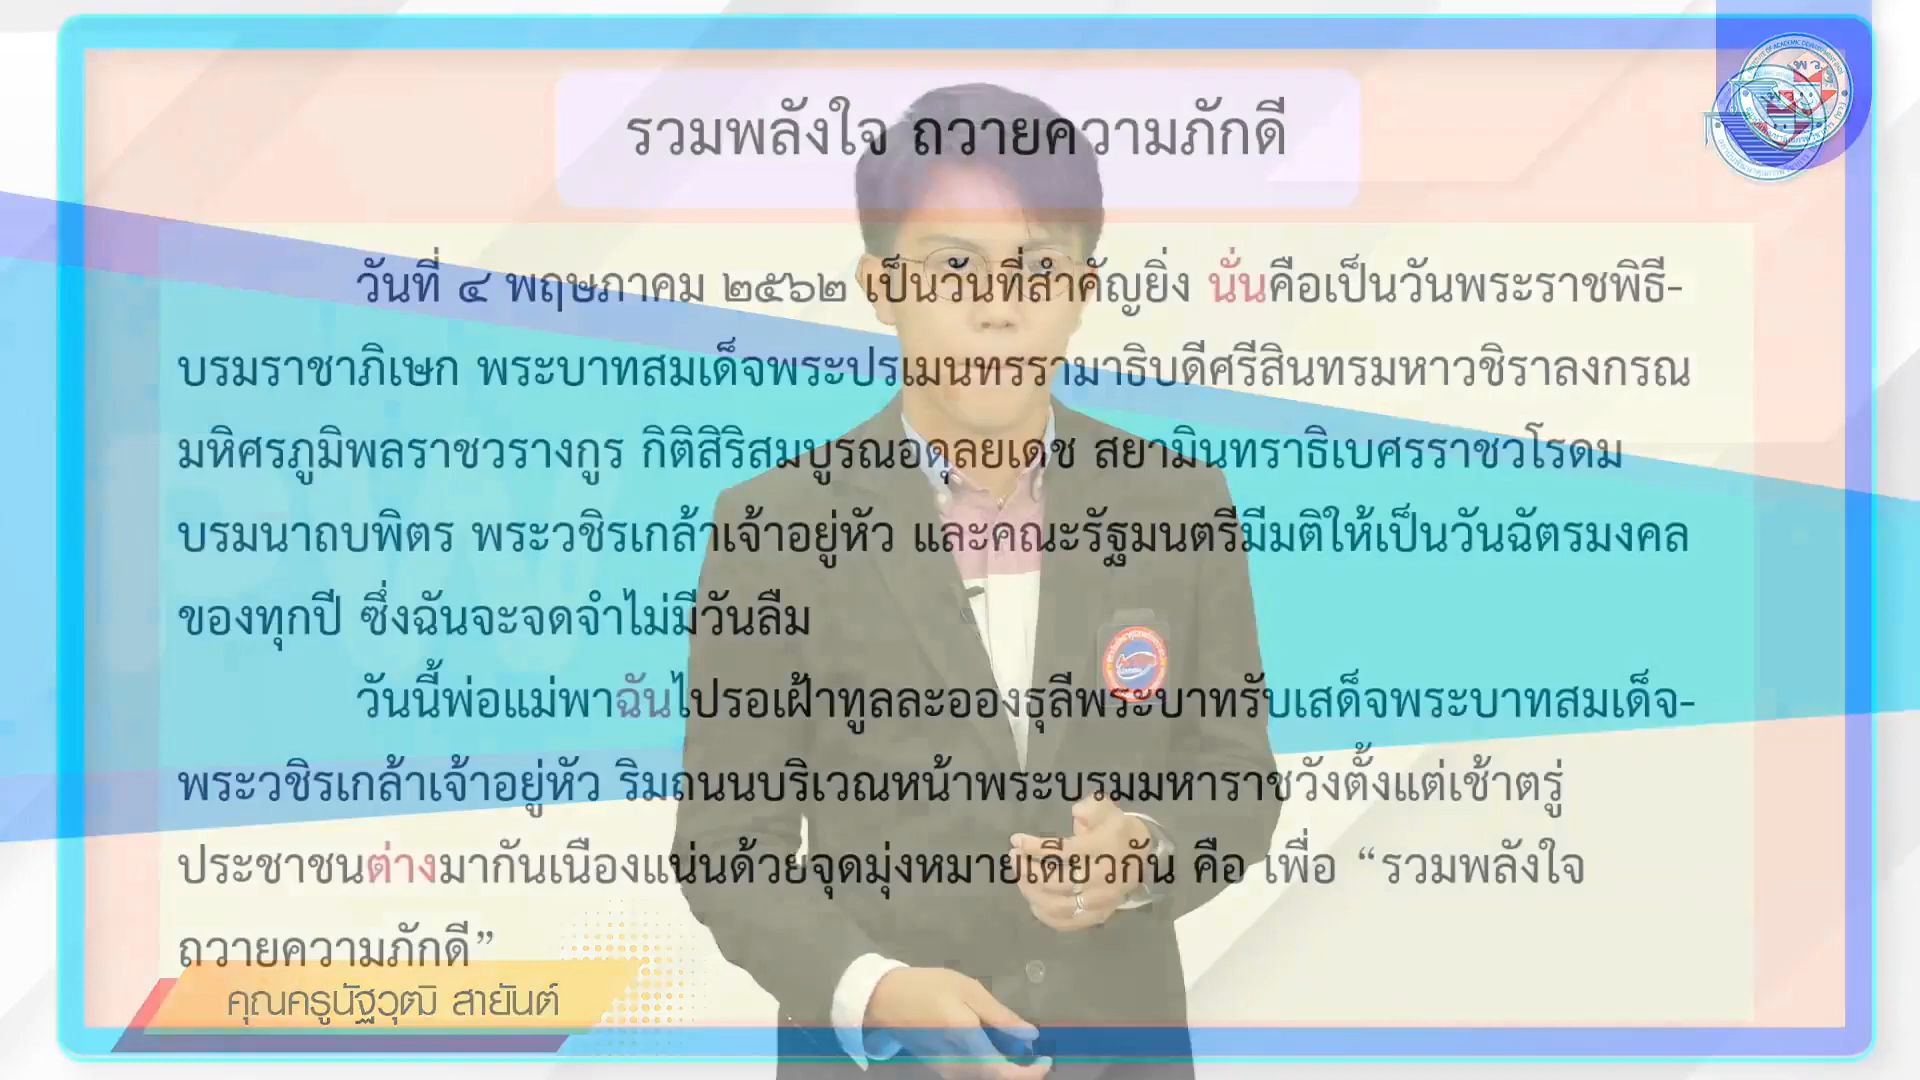 รวมพลังใจ ถวายความภักดี
วันที่ ๔ พฤษภาคม ๒๕๖๒ เป็นวันที่สำคัญยิ่ง นั่นคือเป็นวันพระราชพิธี-
บรมราชาภิเษก พระบาทสมเด็จพระปรเมนทรรามาธิบดีศรีสินทรมหาวชิราลงกรณ
มหิศรภูมิพลราชวรางกูร กิติสิริสมบูรณอดุลยเดช สยามินทราธิเบศรราชวโรดม
บรมนาถบพิตร พระวชิรเกล้าเจ้าอยู่หัว และคณะรัฐมนตรีมีมติให้เป็นวันฉัตรมงคล
ของทุกปี ซึ่งฉันจะจดจำไม่มีวันลืม
วันนี้พ่อแม่พาฉันไปรอเฝ้าทูลละอองธุลีพระบาทรับเสด็จพระบาทสมเด็จ-
พระวชิรเกล้าเจ้าอยู่หัว ริมถนนบริเวณหน้าพระบรมมหาราชวังตั้งแต่เช้าตรู่
ประชาชนต่างมากันเนืองแน่นด้วยจุดมุ่งหมายเดียวกัน คือ เพื่อ “รวมพลังใจ
ถวายความภักดี”
คุณครูนัฐวุฒิ สายันต์